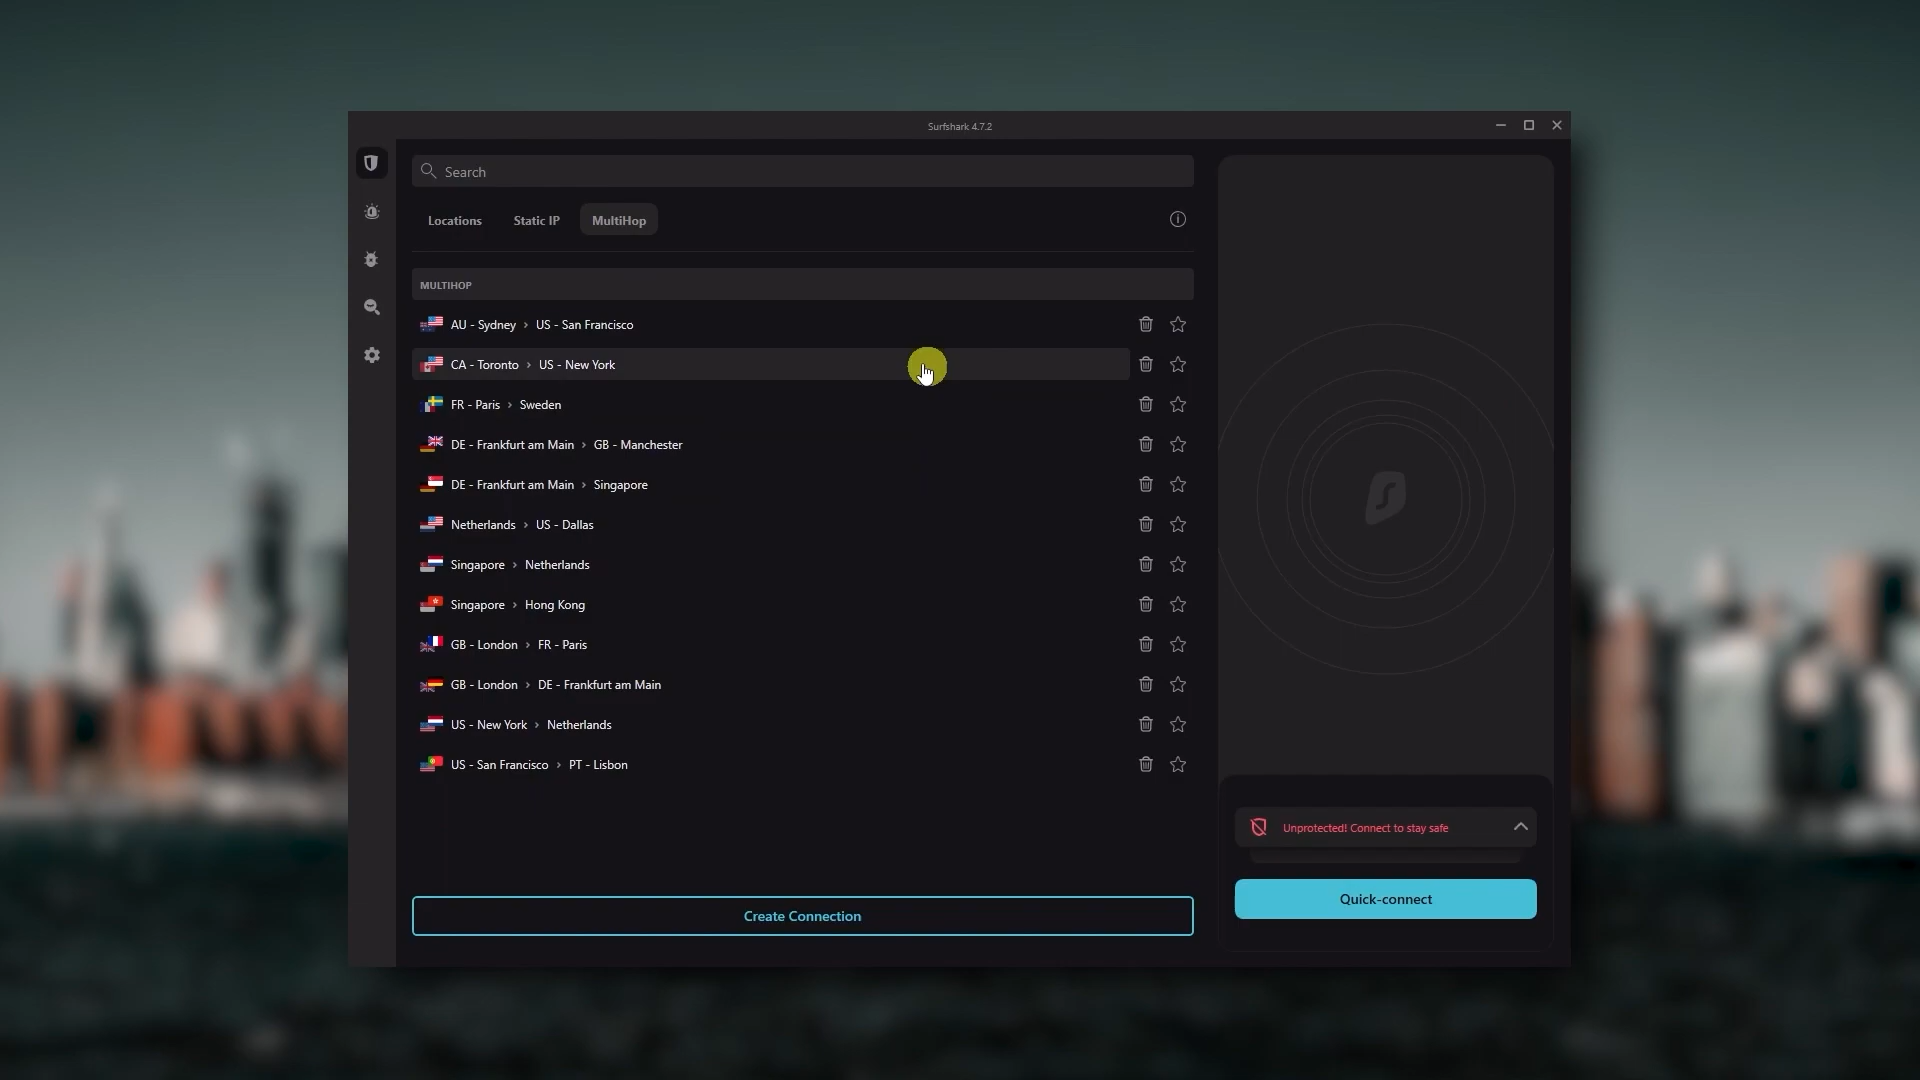 Surfshark 4.7.2
Search
Locations Static IP MultiHop
MULTIHOP
AU - Sydney › US - San Francisco
CA - Toronto › US - New York
FR - Paris › Sweden
DE - Frankfurt am Main › GB - Manchester
DE - Frankfurt am Main › Singapore
Netherlands › US - Dallas
Singapore › Netherlands
Singapore › Hong Kong
GB - London › FR - Paris
GB - London › DE - Frankfurt am Main
US - New York › Netherlands
US - San Francisco › PT - Lisbon
Create Connection
Unprotected! Connect to stay safe
Quick-connect